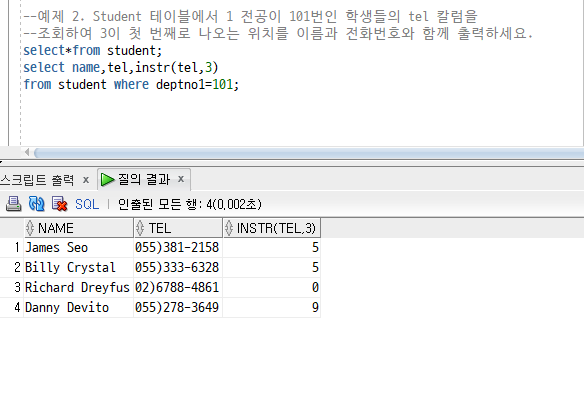 --예제 2. Student 테이블에서 1 전공이 101번인 학생들의 tel 칼럼을
--조회하여 3이 첫 번째로 나오는 위치를 이름과 전화번호와 함께 출력하세요.
select*from student;
select name,tel,instr(tel,3)
from student where deptno1=101;
스크립트 출력 x 질의 결과 x
SQL | 인출된 모든 행: 4(0.002초)
NAME TEL INSTR(TEL,3)
1 James Seo 055)381-2158 5
2 Billy Crystal 055)333-6328 5
3 Richard Dreyfus 02)6788-4861 0
4 Danny Devito 055)278-3649 9